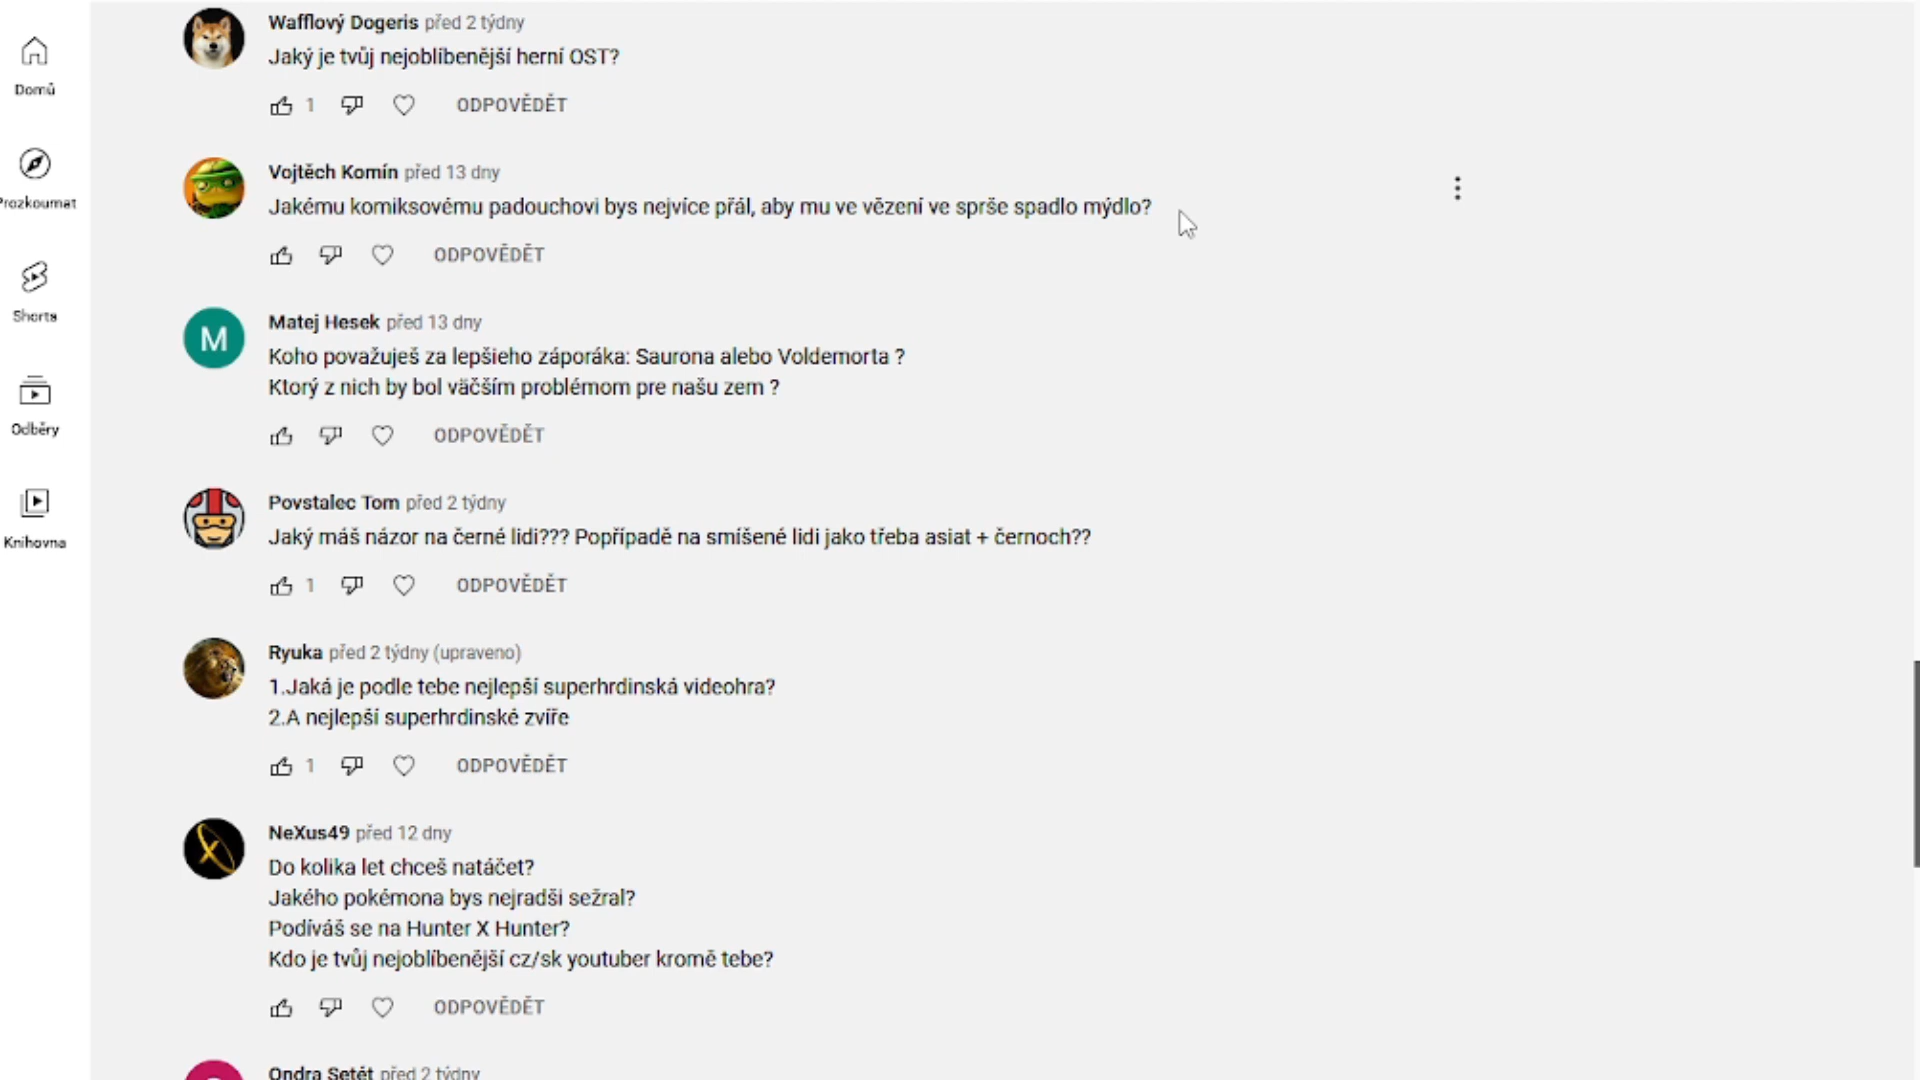 Domů
Prozkoumat
Shorts
Odběry
Knihovna
Wafflový Dogeris před 2 týdny
Jaký je tvůj nejoblíbenější herní OST?
1 ODPOVĚDĚT
Vojtěch Komín před 13 dny
Jakému komiksovému padouchovi bys nejvíce přál, aby mu ve vězení ve sprše spadlo mýdlo?
ODPOVĚDĚT
M
Matej Hesek před 13 dny
Koho považuješ za lepšieho záporáka: Saurona alebo Voldemorta ?
Ktorý z nich by bol väčším problémom pre našu zem ?
ODPOVĚDĚT
Povstalec Tom před 2 týdny
Jaký máš názor na černé lidi??? Popřípadě na smíšené lidi jako třeba asiat + černoch??
1 ODPOVĚDĚT
Ryuka před 2 týdny (upraveno)
1.Jaká je podle tebe nejlepší superhrdinská videohra?
2.A nejlepší superhrdinské zvíře
1 ODPOVĚDĚT
NeXus49 před 12 dny
Do kolika let chceš natáčet?
Jakého pokémona bys nejradši sežral?
Podíváš se na Hunter X Hunter?
Kdo je tvůj nejoblíbenější cz/sk youtuber kromě tebe?
ODPOVĚDĚT
Ondra Setét před 2 týdny